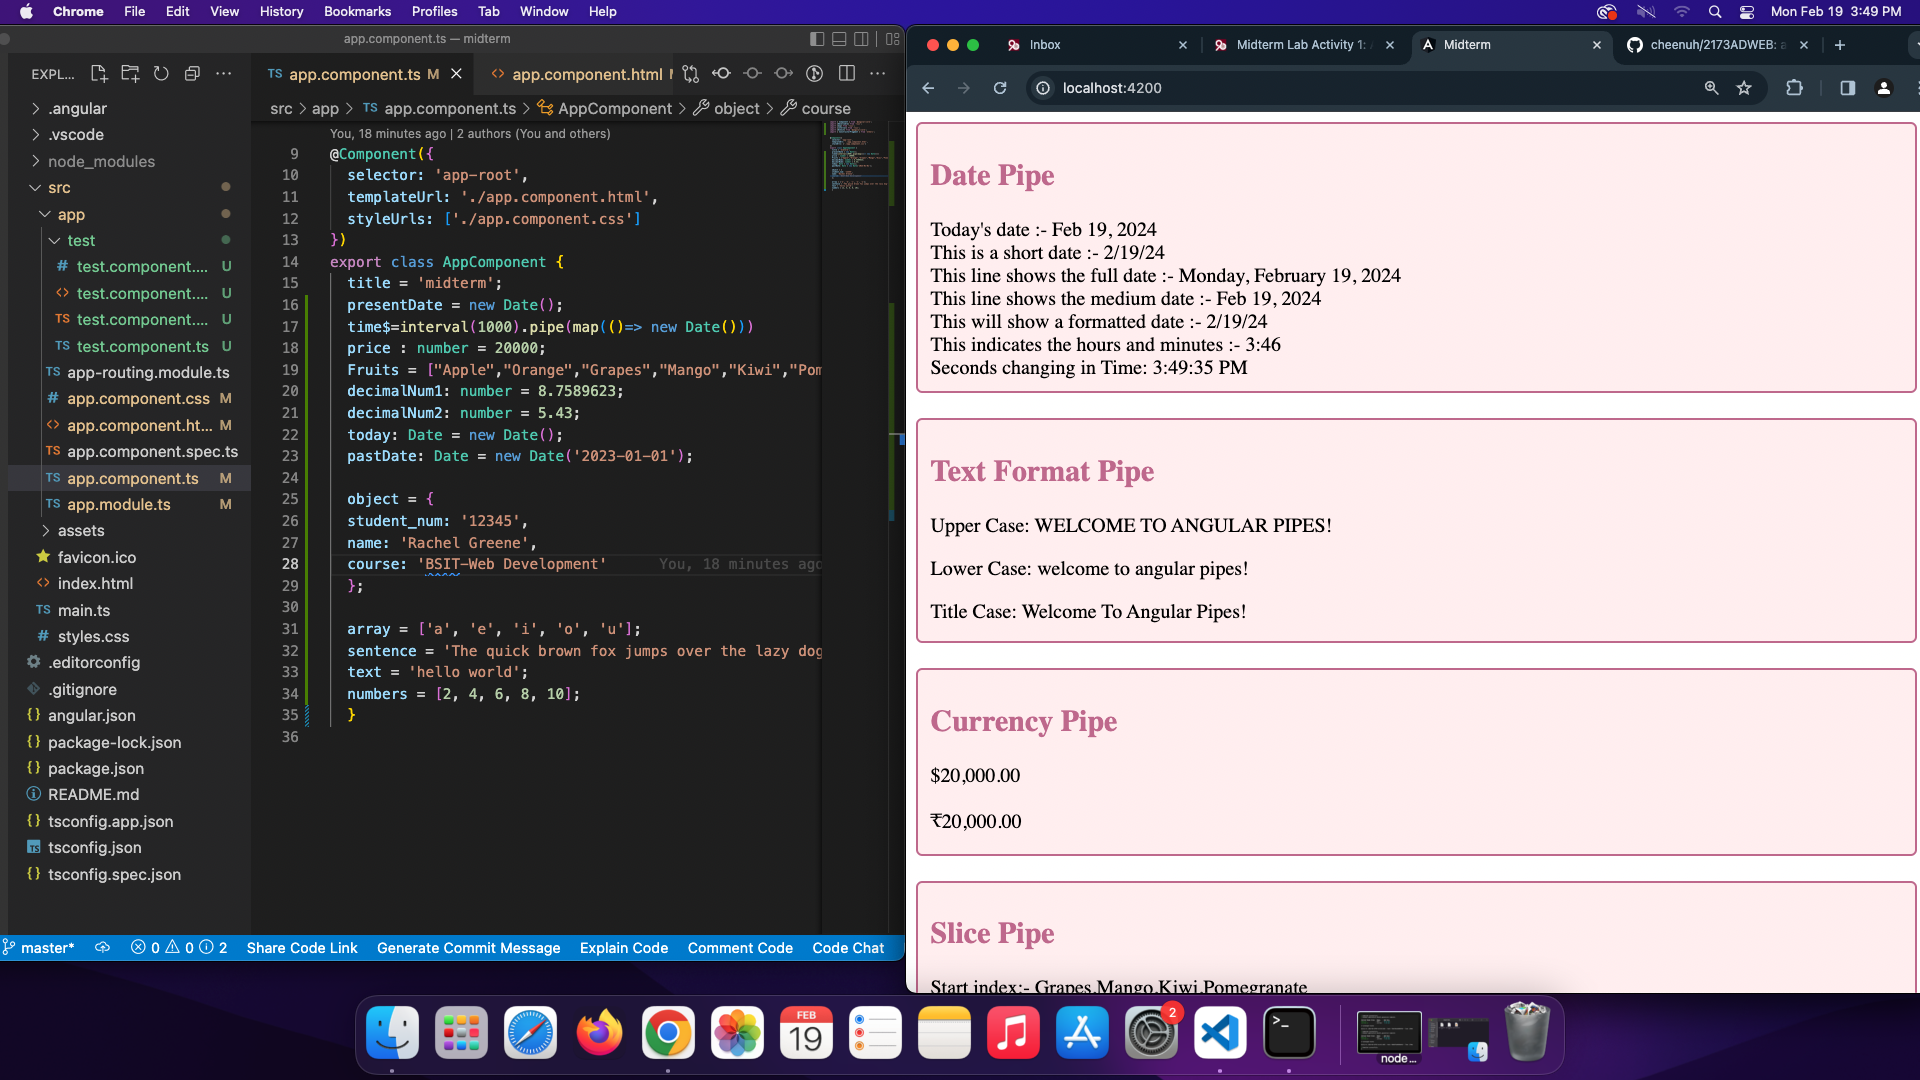 Chrome File Edit View History Bookmarks Profiles Tab Window Help
Mon Feb 19 3:49 PM
app.component.ts — midterm
EXPL...
TS app.component.ts M
<> app.component.html
src > app > TS app.component.ts > AppComponent > object > course
.angular
.vscode
node_modules
src
app
test
# test.component.... U
<> test.component.... U
TS test.component.... U
TS test.component.ts U
TS app-routing.module.ts
# app.component.css M
<> app.component.ht... M
TS app.component.spec.ts
TS app.component.ts M
TS app.module.ts M
assets
favicon.ico
<> index.html
TS main.ts
# styles.css
.editorconfig
.gitignore
{} angular.json
{} package-lock.json
{} package.json
README.md
{} tsconfig.app.json
TS tsconfig.json
{} tsconfig.spec.json
You, 18 minutes ago | 2 authors (You and others)
9 @Component({
10 selector: 'app-root',
11 templateUrl: './app.component.html',
12 styleUrls: ['./app.component.css']
13 })
14 export class AppComponent {
15 title = 'midterm';
16 presentDate = new Date();
17 time$=interval(1000).pipe(map(()=> new Date()))
18 price : number = 20000;
19 Fruits = ["Apple","Orange","Grapes","Mango","Kiwi","Pom
20 decimalNum1: number = 8.7589623;
21 decimalNum2: number = 5.43;
22 today: Date = new Date();
23 pastDate: Date = new Date('2023-01-01');
24
25 object = {
26 student_num: '12345',
27 name: 'Rachel Greene',
28 course: 'BSIT-Web Development' You, 18 minutes ago
29 };
30
31 array = ['a', 'e', 'i', 'o', 'u'];
32 sentence = 'The quick brown fox jumps over the lazy dog
33 text = 'hello world';
34 numbers = [2, 4, 6, 8, 10];
35 }
36
master* 0 0 2 Share Code Link Generate Commit Message Explain Code Comment Code Code Chat
Inbox
Midterm Lab Activity 1:
Midterm
cheenuh/2173ADWEB:
localhost:4200
Date Pipe
Today's date :- Feb 19, 2024
This is a short date :- 2/19/24
This line shows the full date :- Monday, February 19, 2024
This line shows the medium date :- Feb 19, 2024
This will show a formatted date :- 2/19/24
This indicates the hours and minutes :- 3:46
Seconds changing in Time: 3:49:35 PM
Text Format Pipe
Upper Case: WELCOME TO ANGULAR PIPES!
Lower Case: welcome to angular pipes!
Title Case: Welcome To Angular Pipes!
Currency Pipe
$20,000.00
₹20,000.00
Slice Pipe
Start index:- Grapes,Mango,Kiwi,Pomegranate
FEB
19
2
>_
node...